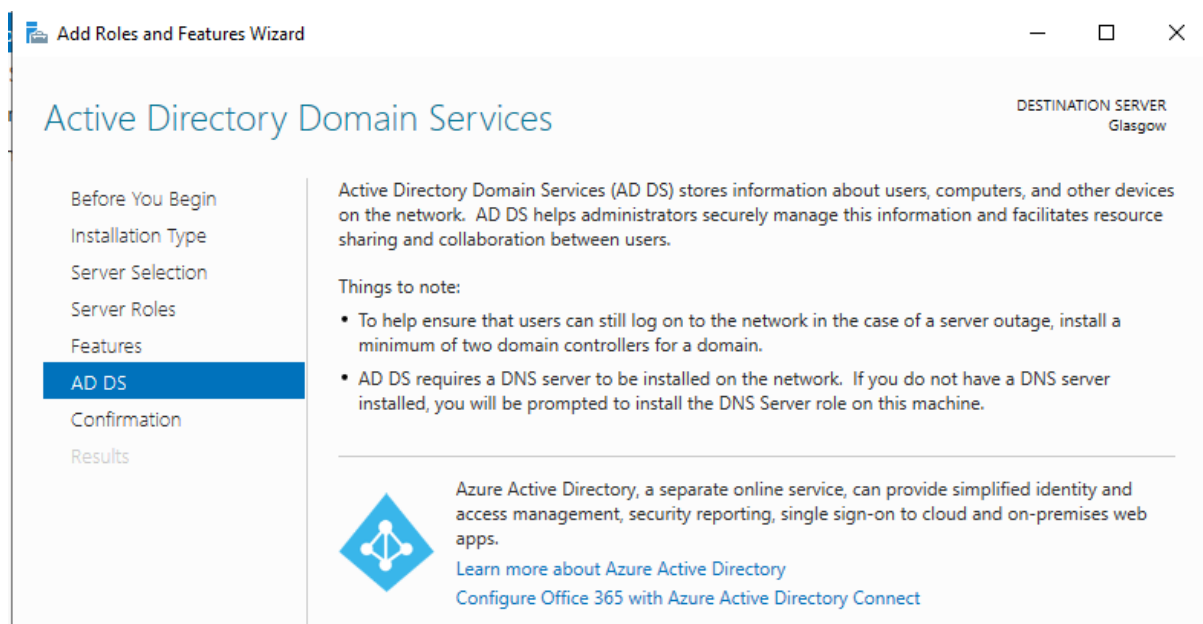 Add Roles and Features Wizard
Active Directory Domain Services
DESTINATION SERVER
Glasgow
Before You Begin
Installation Type
Server Selection
Server Roles
Features
AD DS
Confirmation
Results
Active Directory Domain Services (AD DS) stores information about users, computers, and other devices
on the network.  AD DS helps administrators securely manage this information and facilitates resource
sharing and collaboration between users.
Things to note:
• To help ensure that users can still log on to the network in the case of a server outage, install a
minimum of two domain controllers for a domain.
• AD DS requires a DNS server to be installed on the network.  If you do not have a DNS server
installed, you will be prompted to install the DNS Server role on this machine.
Azure Active Directory, a separate online service, can provide simplified identity and
access management, security reporting, single sign-on to cloud and on-premises web
apps.
Learn more about Azure Active Directory
Configure Office 365 with Azure Active Directory Connect